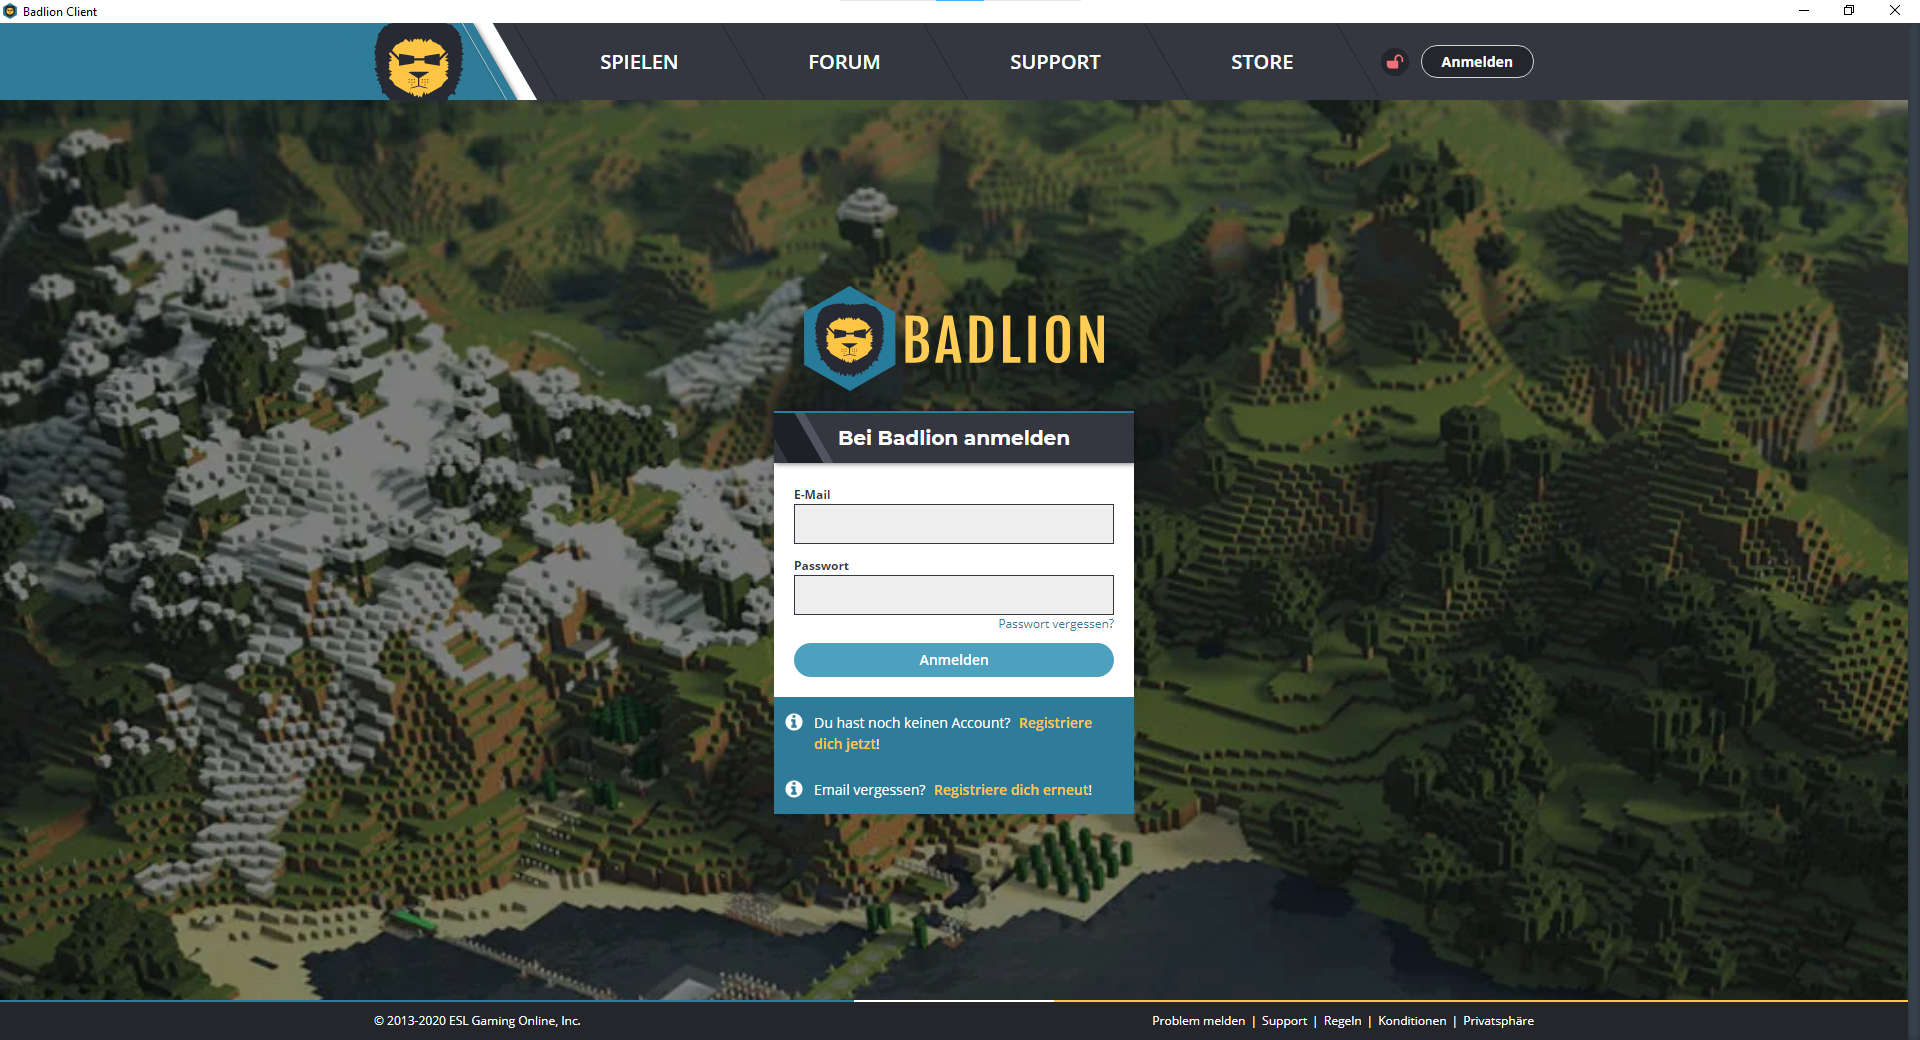 Badlion Client
SPIELEN
FORUM
SUPPORT
STORE
Anmelden
BADLION
Bei Badlion anmelden
E-Mail
Passwort
Passwort vergessen?
Anmelden
Du hast noch keinen Account? Registriere
dich jetzt!
Email vergessen? Registriere dich erneut!
© 2013-2020 ESL Gaming Online, Inc.
Problem melden | Support | Regeln | Konditionen | Privatsphäre